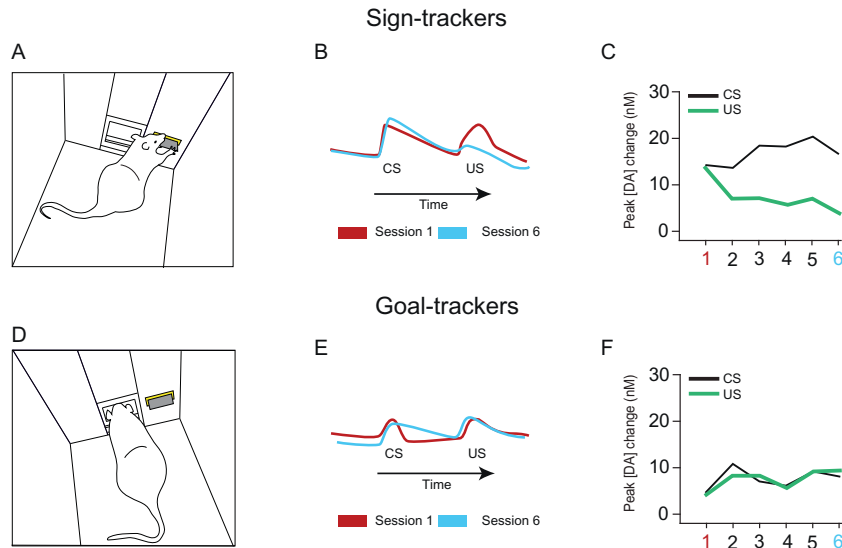 Sign-trackers
A
B
CS
US
Time
Session 1
Session 6
C
CS
US
Peak [DA] change (nM)
30
20
10
0
1 2 3 4 5 6
Goal-trackers
D
E
CS
US
Time
Session 1
Session 6
F
CS
US
Peak [DA] change (nM)
30
20
10
0
1 2 3 4 5 6